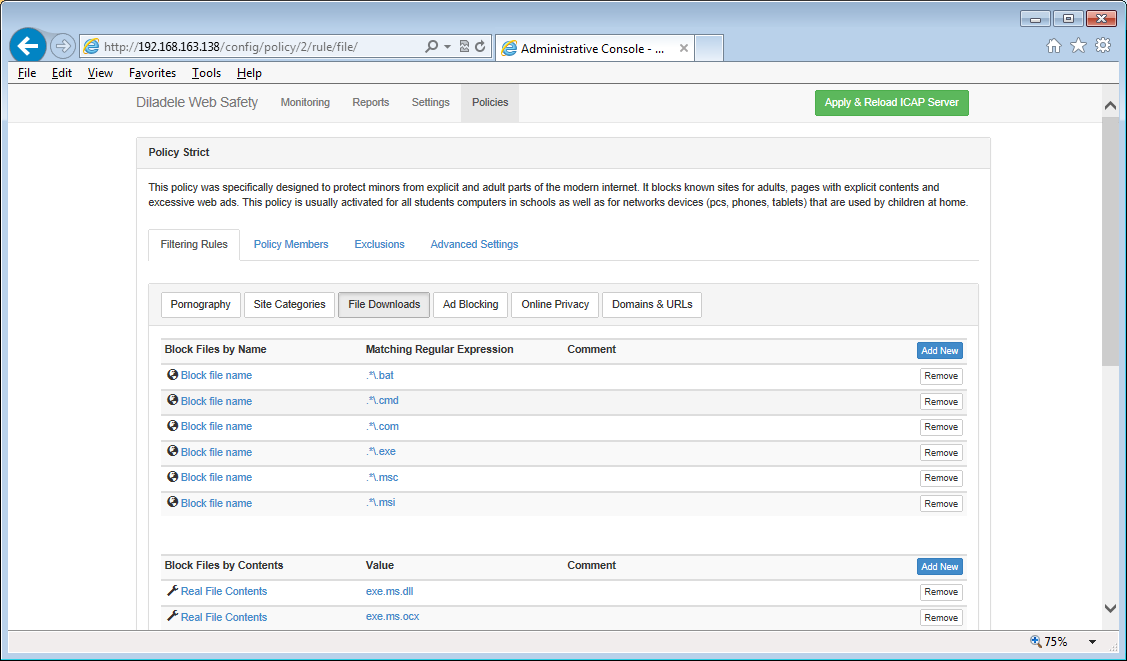 http://192.168.163.138/config/policy/2/rule/file/
Administrative Console - ...
File Edit View Favorites Tools Help
Diladele Web Safety Monitoring Reports Settings Policies Apply & Reload ICAP Server
Policy Strict
This policy was specifically designed to protect minors from explicit and adult parts of the modern internet. It blocks known sites for adults, pages with explicit contents and
excessive web ads. This policy is usually activated for all students computers in schools as well as for networks devices (pcs, phones, tablets) that are used by children at home.
Filtering Rules Policy Members Exclusions Advanced Settings
Pornography Site Categories File Downloads Ad Blocking Online Privacy Domains & URLs
Block Files by Name Matching Regular Expression Comment Add New
Block file name .*\.bat Remove
Block file name .*\.cmd Remove
Block file name .*\.com Remove
Block file name .*\.exe Remove
Block file name .*\.msc Remove
Block file name .*\.msi Remove
Block Files by Contents Value Comment Add New
Real File Contents exe.ms.dll Remove
Real File Contents exe.ms.ocx Remove
75%